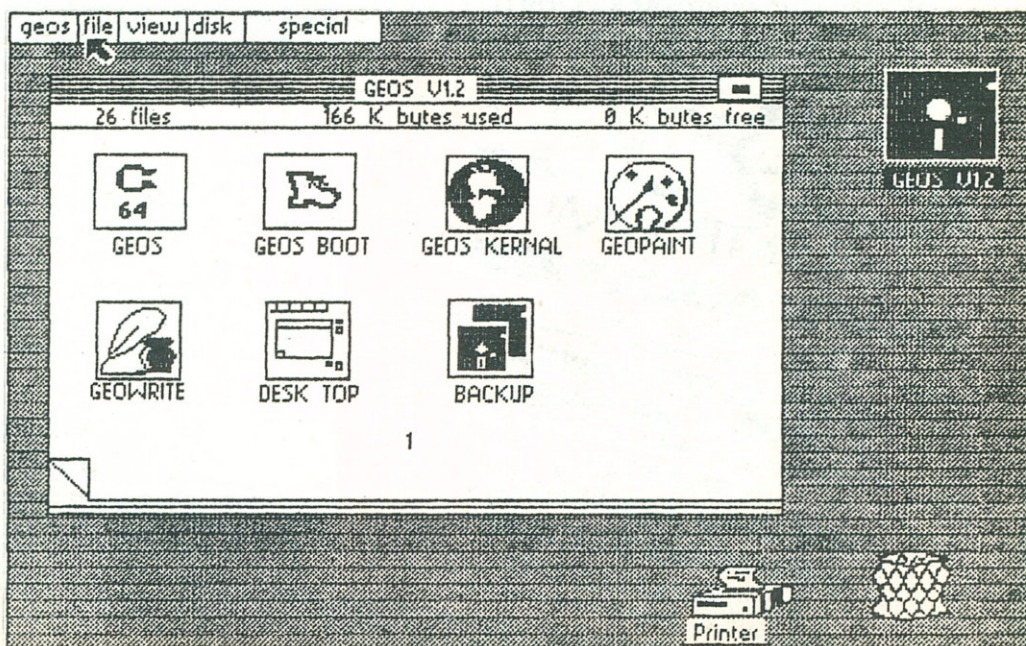 geos file view disk special
GEOS V1.2
26 files 166 K bytes used 0 K bytes free
GEOS V1.2
64
GEOS GEOS BOOT GEOS KERNAL GEOPAINT
GEOWRITE DESK TOP BACKUP
1
Printer